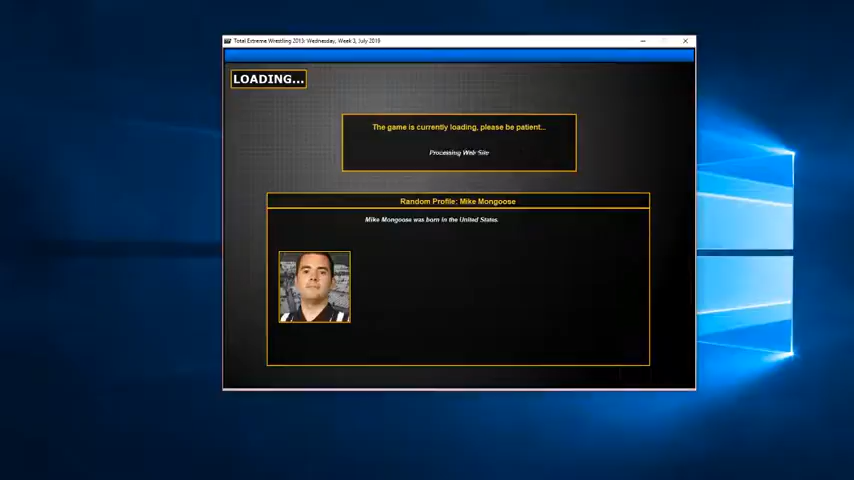 Total Extreme Wrestling 2013: Wednesday, Week 3, July 2019
LOADING...
The game is currently loading, please be patient...
Processing Web Site
Random Profile: Mike Mongoose
Mike Mongoose was born in the United States.